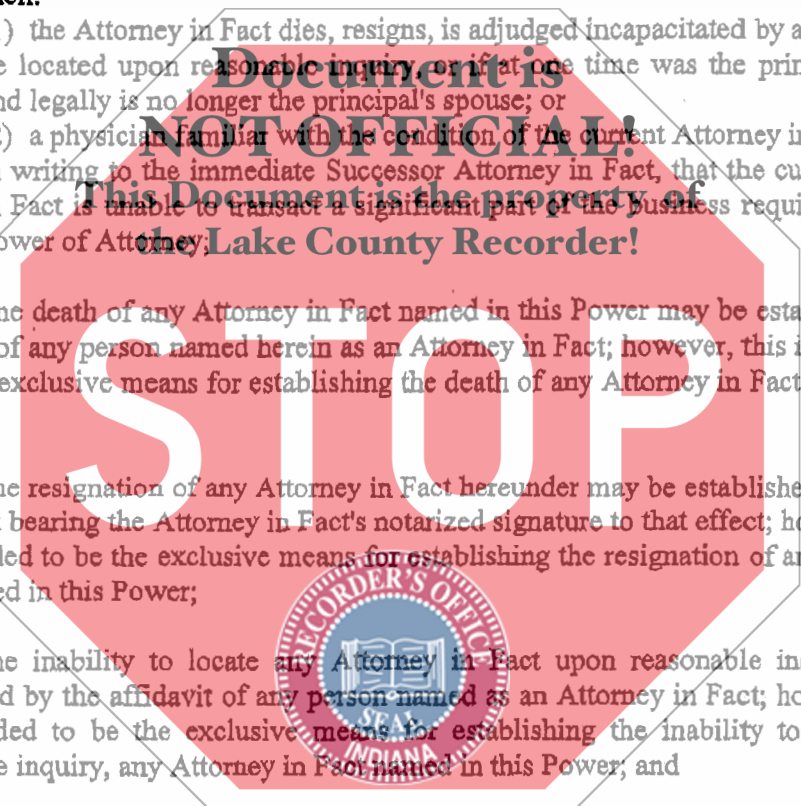 ) the Attorney in Fact dies, resigns, is adjudged incapacitated by a
e located upon reasonable inquiry, or if at one time was the prin
Document is
nd legally is no longer the principal's spouse; or
) a physician familiar with the condition of the current Attorney in
NOT OFFICIAL!
writing to the immediate Successor Attorney in Fact, that the cu
This Document is the property of
Fact is unable to transact a significant part of the business requi
ower of Attorney;
the Lake County Recorder!
ne death of any Attorney in Fact named in this Power may be esta
of any person named herein as an Attorney in Fact; however, this i
exclusive means for establishing the death of any Attorney in Fact
STOP
ne resignation of any Attorney in Fact hereunder may be establishe
bearing the Attorney in Fact's notarized signature to that effect; ho
led to be the exclusive means for establishing the resignation of an
ed in this Power;
RECORDER'S OFFICE
ne inability to locate any Attorney in Fact upon reasonable in
d by the affidavit of any person named as an Attorney in Fact; ho
SEAL
ded to be the exclusive means for establishing the inability to
INDIANA
e inquiry, any Attorney in Fact named in this Power; and